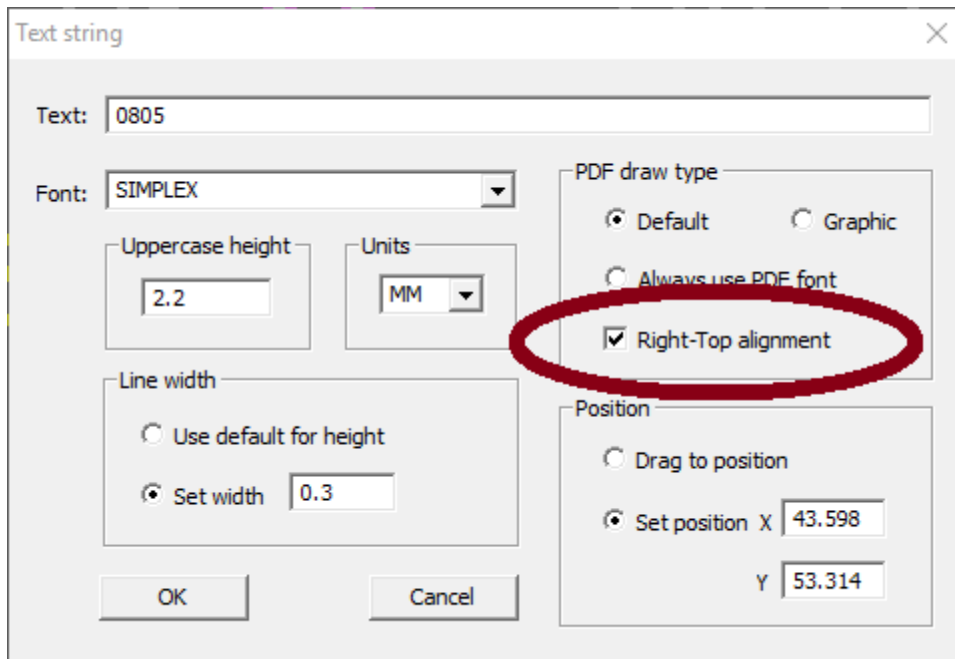 Text string
Text: 0805
Font: SIMPLEX
PDF draw type
Default Graphic
Always use PDF font
Right-Top alignment
Uppercase height
2.2
Units
MM
Line width
Use default for height
Set width 0.3
Position
Drag to position
Set position X 43.598
Y 53.314
OK Cancel